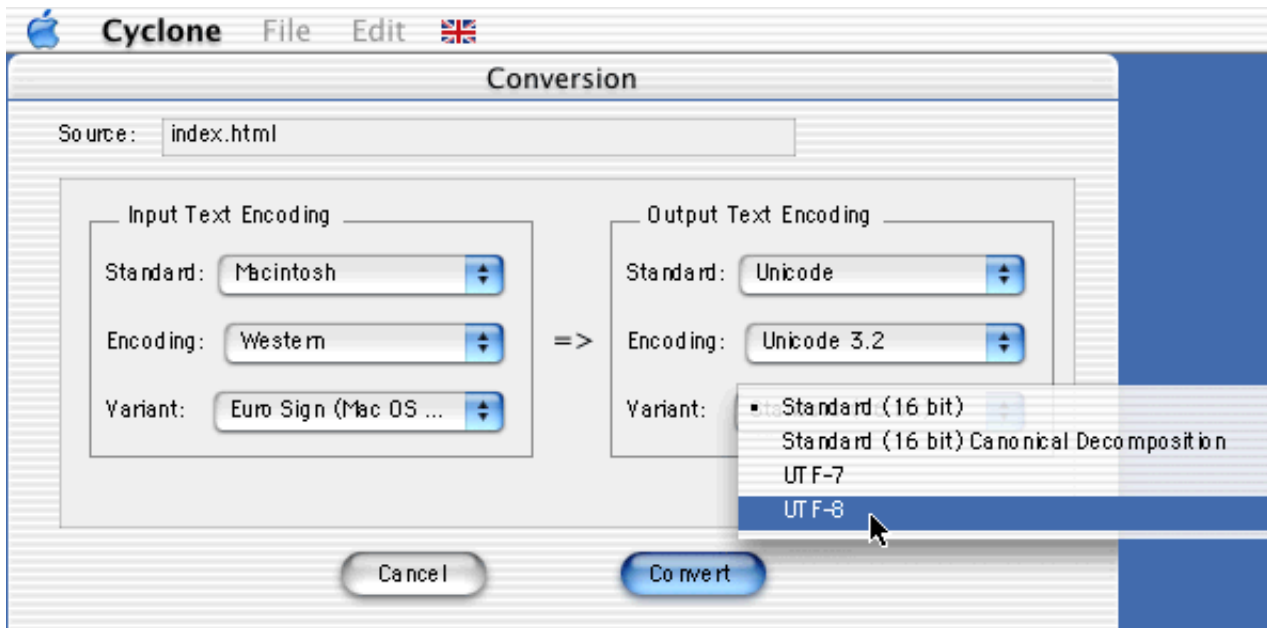 Cyclone File Edit
Conversion
Source: index.html
Input Text Encoding
Standard: Macintosh
Encoding: Western
Variant: Euro Sign (Mac OS ...
=>
Output Text Encoding
Standard: Unicode
Encoding: Unicode 3.2
Variant:
• Standard (16 bit)
Standard (16 bit) Canonical Decomposition
UTF-7
UTF-8
Cancel Convert